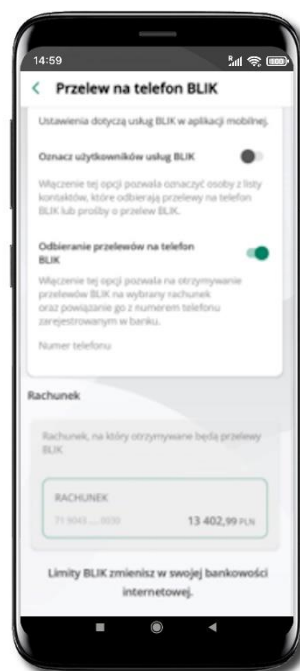 14:59
Przelew na telefon BLIK
Ustawienia dotyczą usług BLIK w aplikacji mobilnej.
Oznacz użytkowników usług BLIK
Włączenie tej opcji pozwala oznaczyć osoby z listy
kontaktów, które odbierają przelewy na telefon
BLIK lub prośby o przelew BLIK.
Odbieranie przelewów na telefon
BLIK
Włączenie tej opcji pozwala na otrzymywanie
przelewów BLIK na wybrany rachunek
oraz powiązanie go z numerem telefonu
zarejestrowanym w banku.
Numer telefonu
Rachunek
Rachunek, na który otrzymywane będą przelewy
BLIK
RACHUNEK
71 9043 .... 0030
13 402,99 PLN
Limity BLIK zmienisz w swojej bankowości
internetowej.